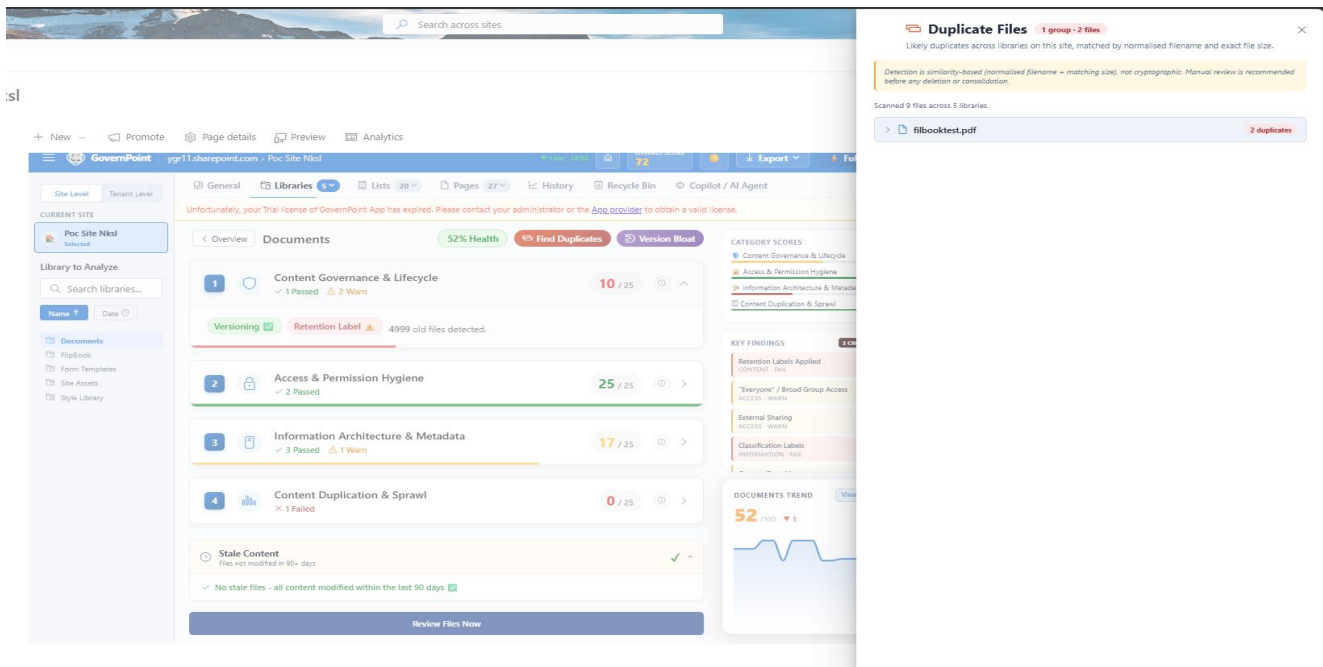 Search across sites
Duplicate Files 1 group · 2 files
Likely duplicates across libraries on this site, matched by normalised filename and exact file size.
Detection is similarity-based (normalised filename + matching size), not cryptographic. Manual review is recommended
before any deletion or consolidation.
Scanned 9 files across 5 libraries.
filbooktest.pdf 2 duplicates
New Promote Page details Preview Analytics
GovernPoint ygr11.sharepoint.com › Poc Site Nksl
72 Export
Site Level Tenant Level
General Libraries 5 Lists 20 Pages 27 History Recycle Bin Copilot / AI Agent
Unfortunately, your Trial license of GovernPoint App has expired. Please contact your administrator or the App provider to obtain a valid license.
CURRENT SITE
Poc Site Nksl
Selected
Library to Analyze
Search libraries...
Name ↑ Date
Documents
FlipBook
Form Templates
Site Assets
Style Library
< Overview Documents 52% Health Find Duplicates Version Bloat
1 Content Governance & Lifecycle 10 / 25
1 Passed 2 Warn
Versioning Retention Label 4999 old files detected.
2 Access & Permission Hygiene 25 / 25
2 Passed
3 Information Architecture & Metadata 17 / 25
3 Passed 1 Warn
4 Content Duplication & Sprawl 0 / 25
1 Failed
Stale Content
Files not modified in 90+ days
No stale files - all content modified within the last 90 days
Review Files Now
CATEGORY SCORES
Content Governance & Lifecycle
Access & Permission Hygiene
Information Architecture & Metada
Content Duplication & Sprawl
KEY FINDINGS
Retention Labels Applied
CONTENT · FAIL
"Everyone" / Broad Group Access
ACCESS · WARN
External Sharing
ACCESS · WARN
Classification Labels
INFORMATION · FAIL
DOCUMENTS TREND View
52 /100 ▼ 1